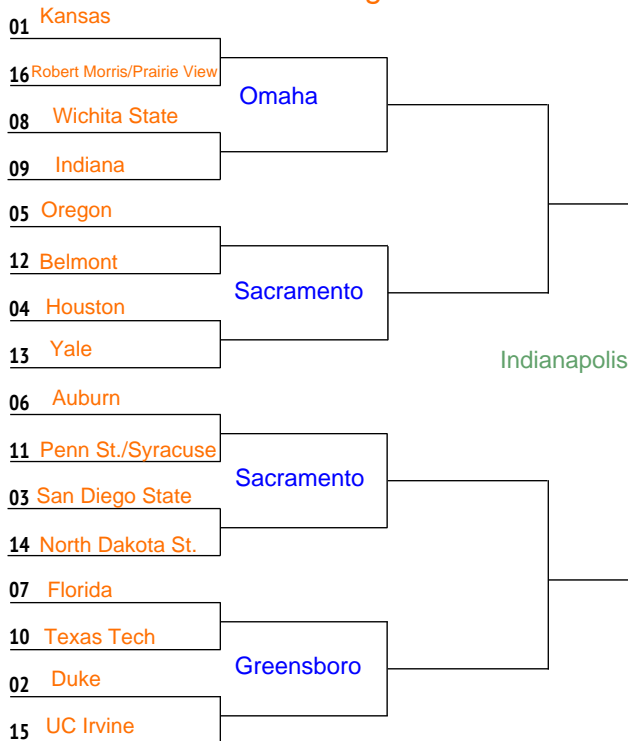 01 Kansas
16 Robert Morris/Prairie View
Omaha
08 Wichita State
09 Indiana
05 Oregon
12 Belmont
Sacramento
04 Houston
13 Yale
Indianapolis
06 Auburn
11 Penn St./Syracuse
Sacramento
03 San Diego State
14 North Dakota St.
07 Florida
10 Texas Tech
Greensboro
02 Duke
15 UC Irvine